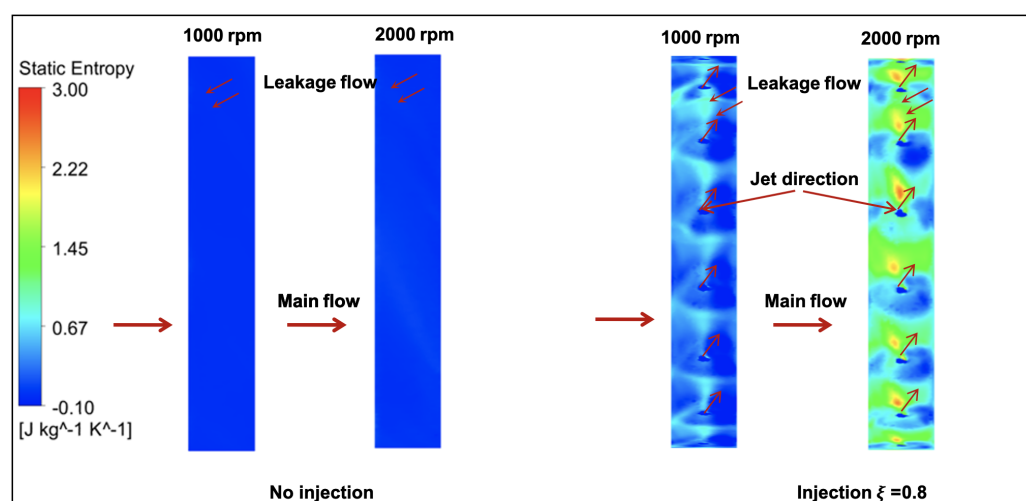 1000 rpm
2000 rpm
1000 rpm
2000 rpm
Static Entropy
3.00
2.22
1.45
0.67
-0.10
[J kg^-1 K^-1]
Leakage flow
Leakage flow
Jet direction
Main flow
Main flow
No injection
Injection ξ =0.8